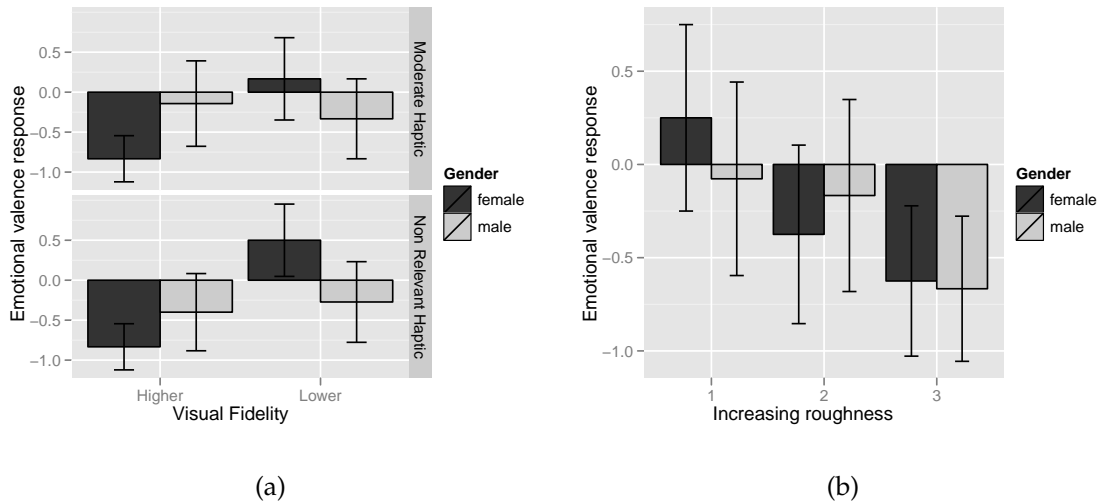 Emotional valence response
0.5
0.0
−0.5
−1.0
Moderate Haptic
0.5
0.0
−0.5
−1.0
Non Relevant Haptic
Higher
Lower
Visual Fidelity
Gender
female
male
(a)
Emotional valence response
0.5
0.0
−0.5
−1.0
1
2
3
Increasing roughness
Gender
female
male
(b)